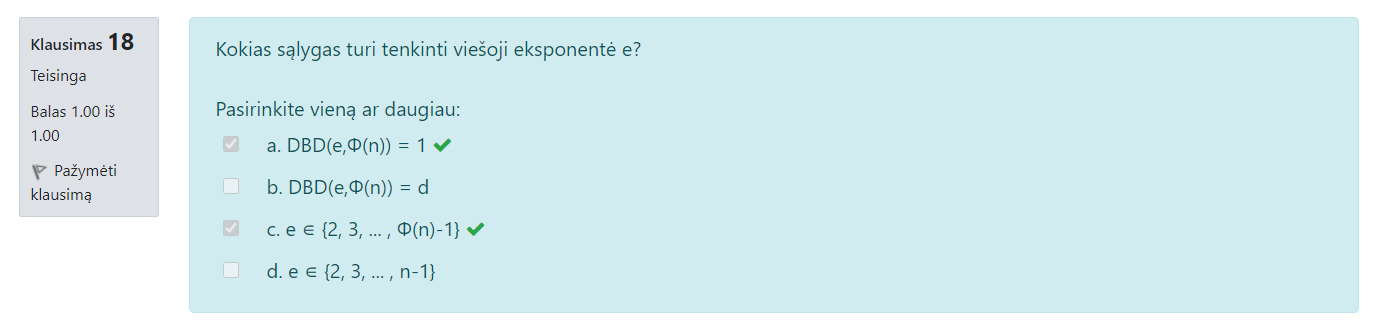 Klausimas 18
Teisinga
Balas 1.00 iš
1.00
Pažymėti
klausimą
Kokias sąlygas turi tenkinti viešoji eksponentė e?
Pasirinkite vieną ar daugiau:
a. DBD(e,Φ(n)) = 1
b. DBD(e,Φ(n)) = d
c. e ∈ {2, 3, ... , Φ(n)-1}
d. e ∈ {2, 3, ... , n-1}